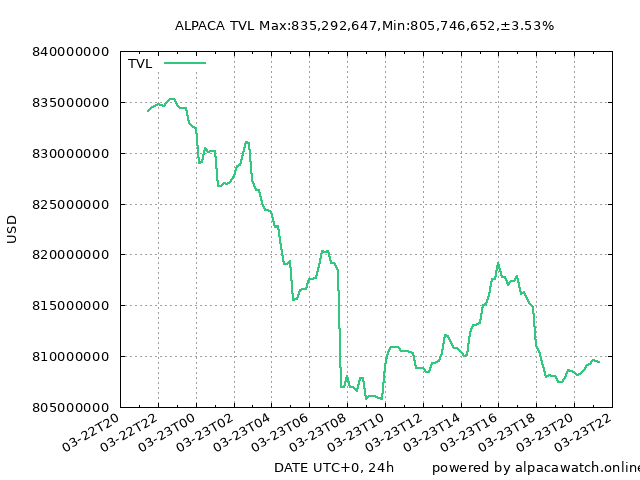 ALPACA TVL Max:835,292,647,Min:805,746,652,±3.53%
TVL
840000000
835000000
830000000
825000000
820000000
815000000
810000000
805000000
USD
03-22T20
03-22T22
03-23T00
03-23T02
03-23T04
03-23T06
03-23T08
03-23T10
03-23T12
03-23T14
03-23T16
03-23T18
03-23T20
03-23T22
DATE UTC+0, 24h
powered by alpacawatch.online